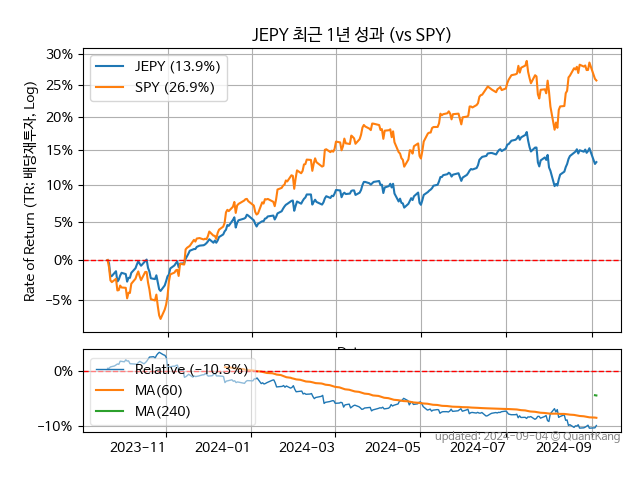 JEPY 최근 1년 성과 (vs SPY)
Rate of Return (TR: 배당재투자, Log)
30%
25%
20%
15%
10%
5%
0%
−5%
JEPY (13.9%)
SPY (26.9%)
0%
−10%
Relative (−10.3%)
MA(60)
MA(240)
2023−11
2024−01
2024−03
2024−05
2024−07
2024−09
updated: 2024-09-04 © QuantKang